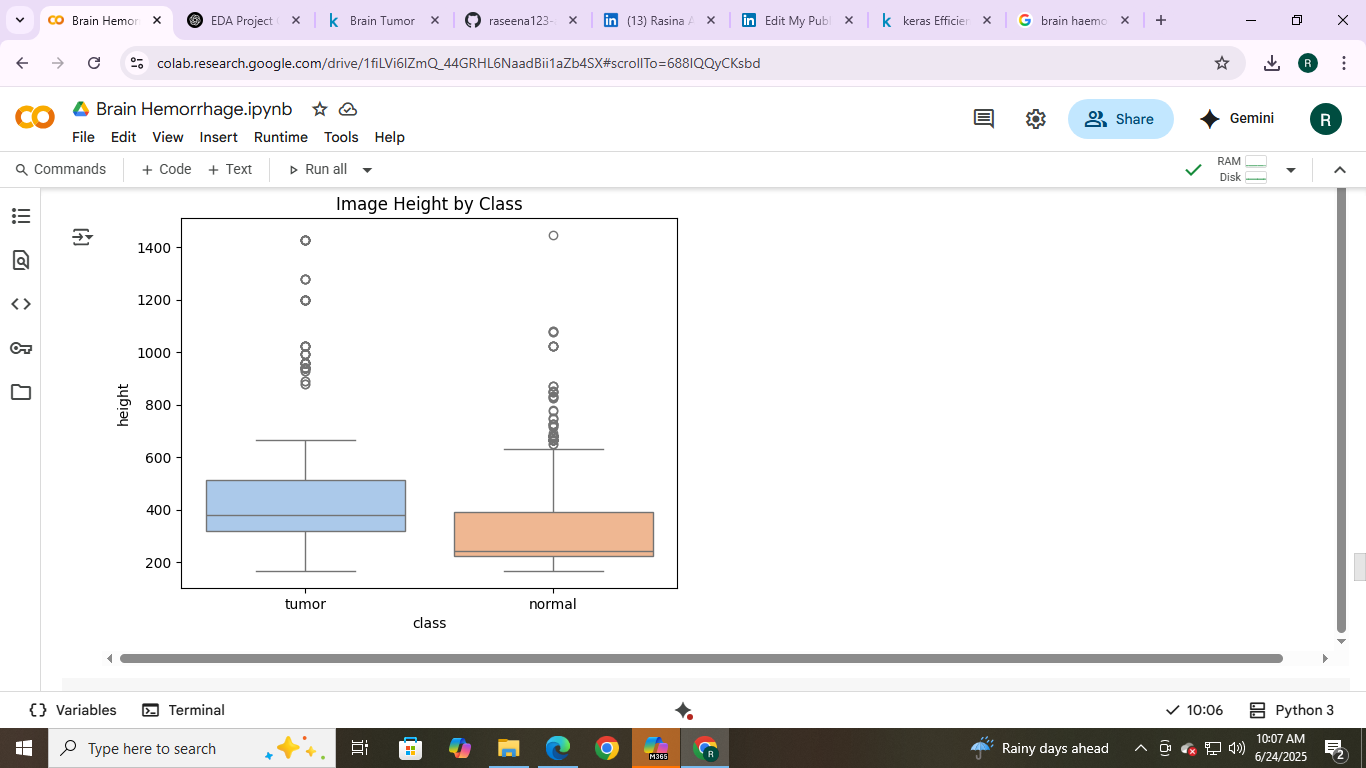 Brain Hemor
EDA Project
Brain Tumor
raseena123-
(13) Rasina A
Edit My Publ
keras Efficien
brain haemo
colab.research.google.com/drive/1fiLVi6IZmQ_44GRHL6NaadBii1aZb4SX#scrollTo=688IQQyCKsbd
R
Brain Hemorrhage.ipynb
File Edit View Insert Runtime Tools Help
Share
Gemini
R
Commands
+ Code + Text
Run all
RAM
Disk
Image Height by Class
1400
1200
1000
800
600
400
200
height
tumor normal
class
Variables
Terminal
10:06
Python 3
Type here to search
M365
R
Rainy days ahead
10:07 AM
6/24/2025
2